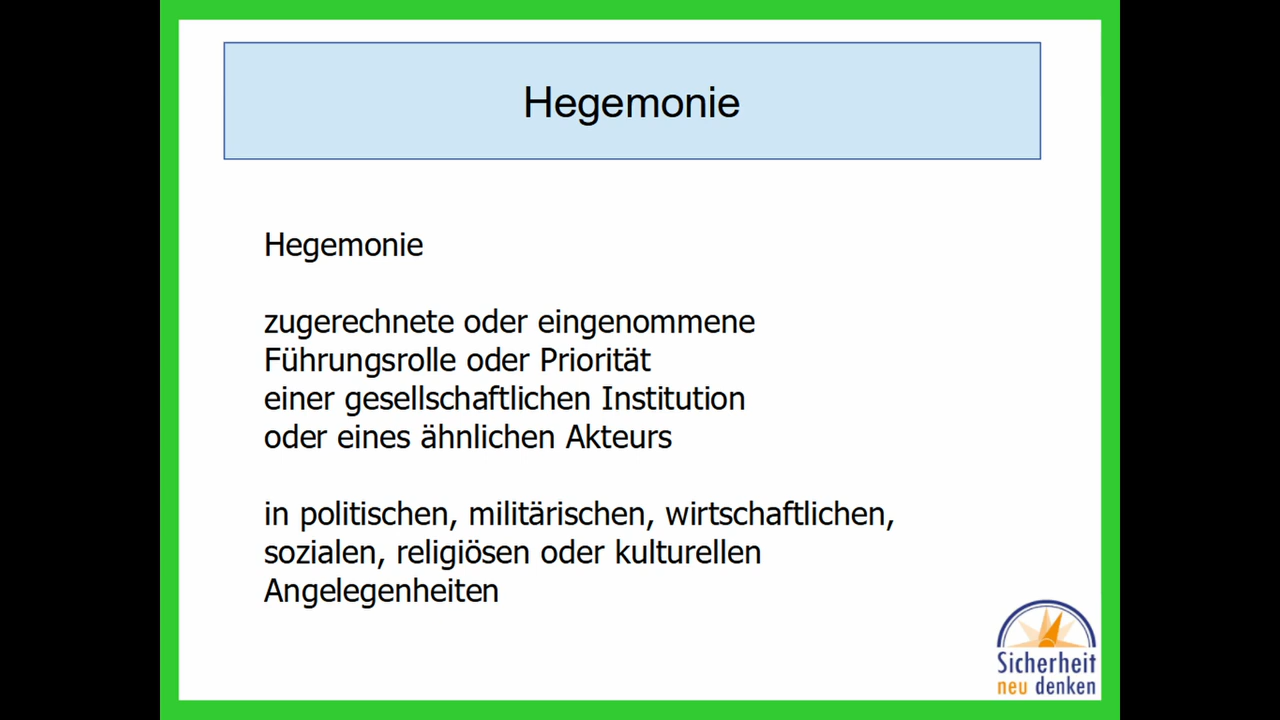 Hegemonie
Hegemonie
zugerechnete oder eingenommene
Führungsrolle oder Priorität
einer gesellschaftlichen Institution
oder eines ähnlichen Akteurs
in politischen, militärischen, wirtschaftlichen,
sozialen, religiösen oder kulturellen
Angelegenheiten
Sicherheit
neu denken